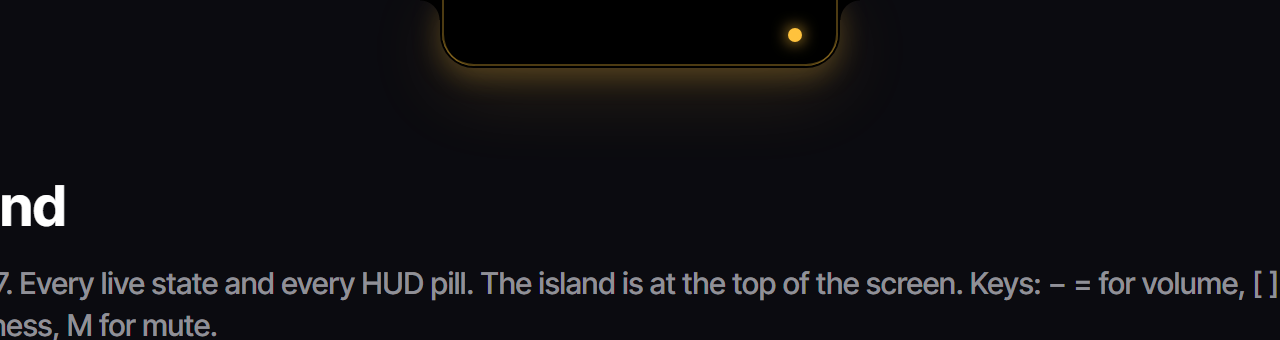 nd
7. Every live state and every HUD pill. The island is at the top of the screen. Keys: − = for volume, [ ]
ness, M for mute.